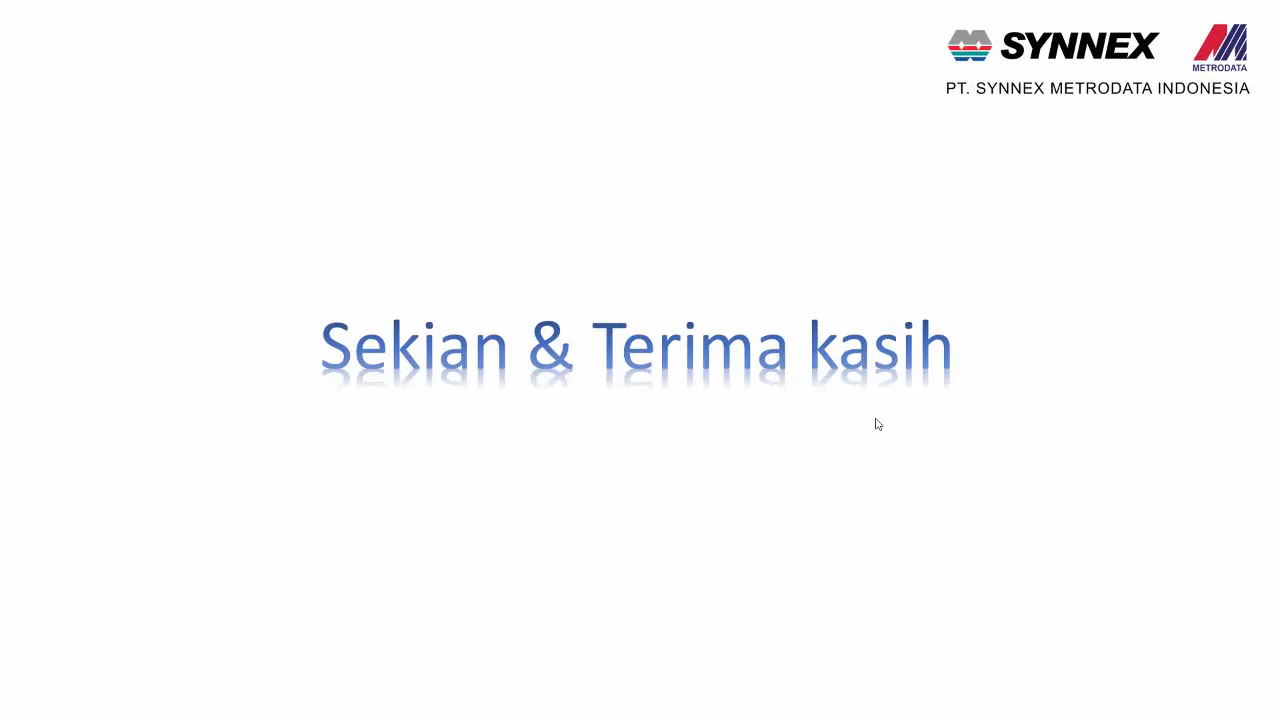 SYNNEX
METRODATA
PT. SYNNEX METRODATA INDONESIA
Sekian & Terima kasih